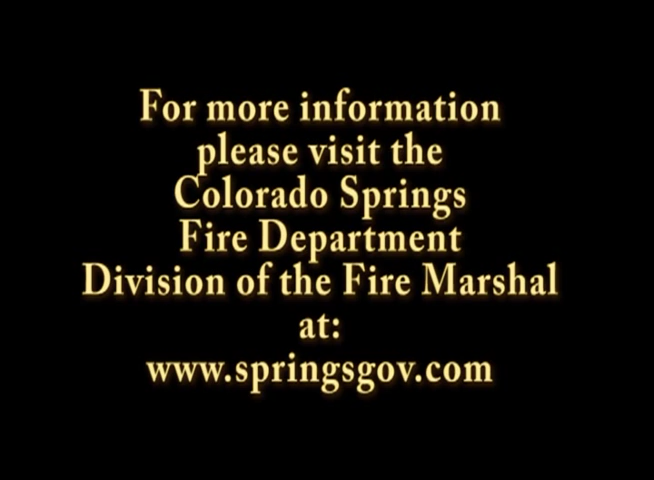 For more information
please visit the
Colorado Springs
Fire Department
Division of the Fire Marshal
at:
www.springsgov.com